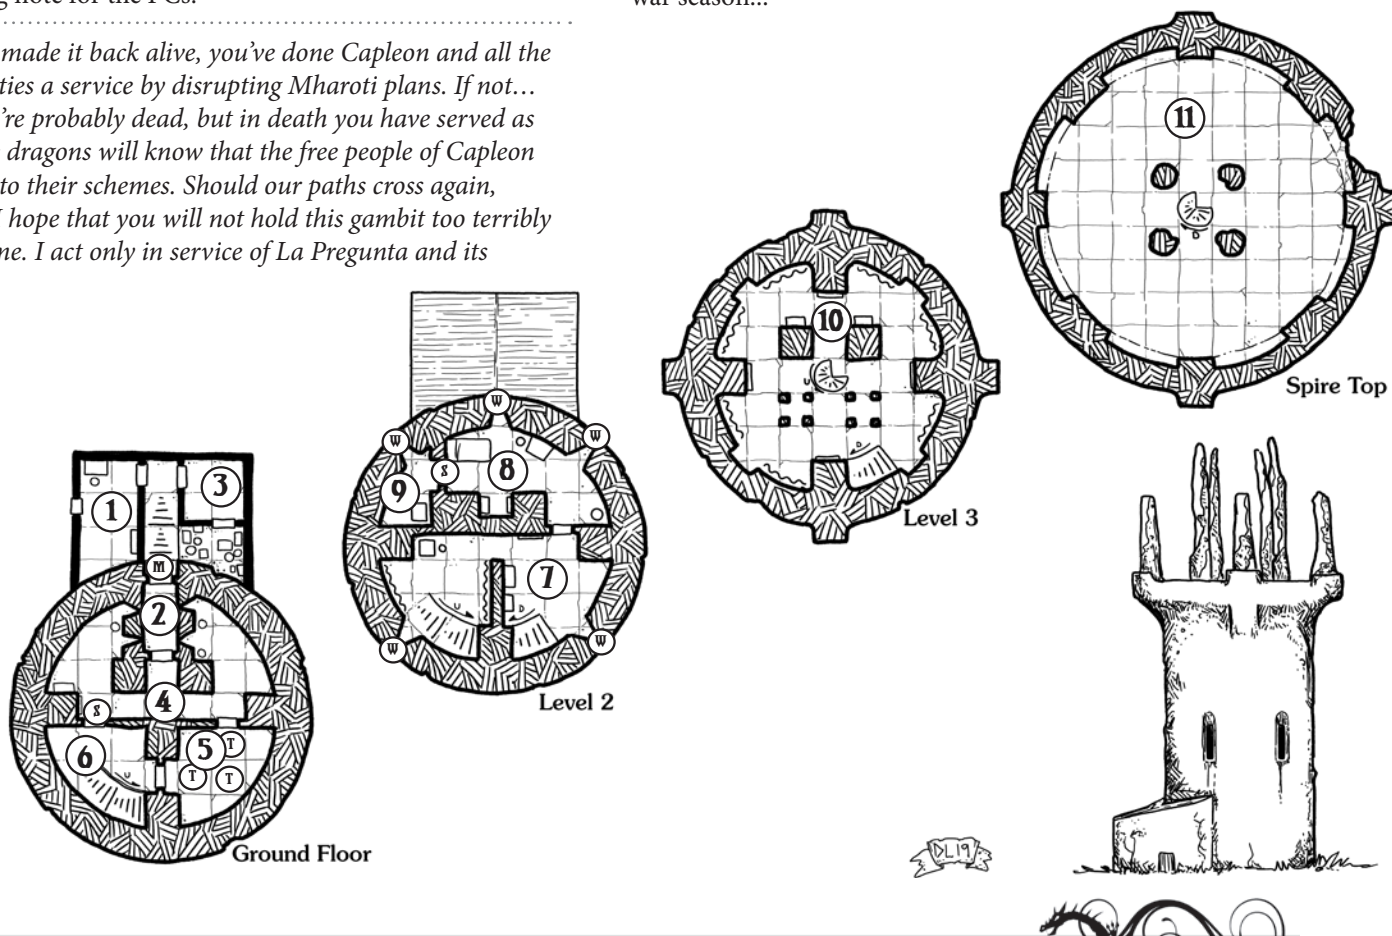 g note for the PCs.
war season...
made it back alive, you've done Capleon and all the
ties a service by disrupting Mharoti plans. If not…
're probably dead, but in death you have served as
dragons will know that the free people of Capleon
to their schemes. Should our paths cross again,
I hope that you will not hold this gambit too terribly
ne. I act only in service of La Pregunta and its
11
D
Spire Top
10
U
D
Level 3
W
W
W
S
8
9
7
U
D
W
W
Level 2
1
3
M
2
4
S
6
5
T
T
T
U
Ground Floor
DL19